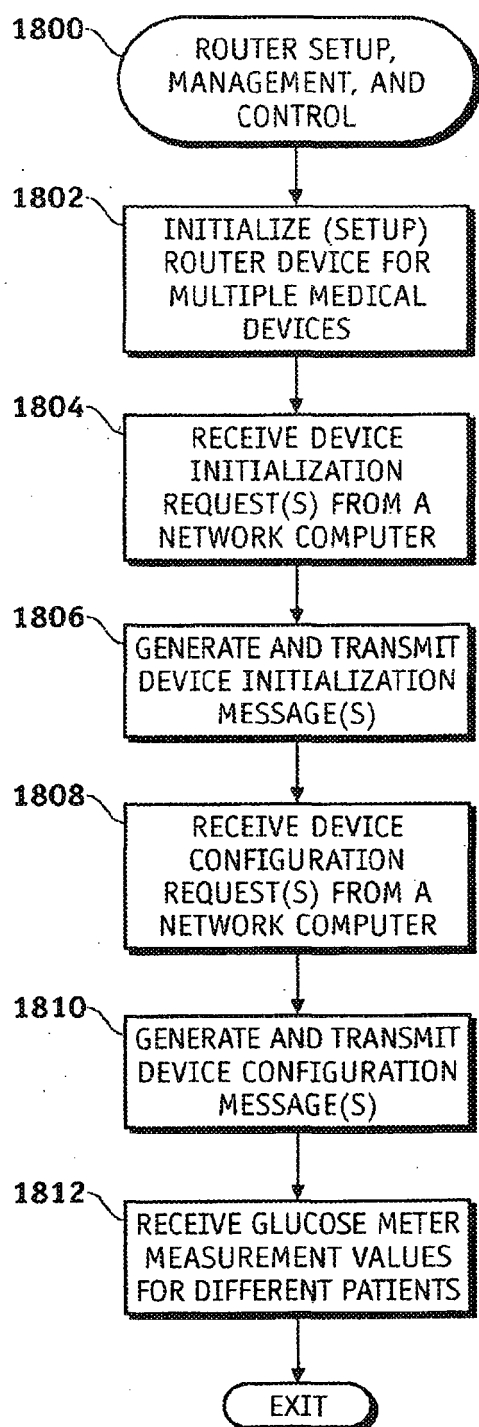 1800
ROUTER SETUP,
MANAGEMENT, AND
CONTROL
1802
INITIALIZE (SETUP)
ROUTER DEVICE FOR
MULTIPLE MEDICAL
DEVICES
1804
RECEIVE DEVICE
INITIALIZATION
REQUEST(S) FROM A
NETWORK COMPUTER
1806
GENERATE AND TRANSMIT
DEVICE INITIALIZATION
MESSAGE(S)
1808
RECEIVE DEVICE
CONFIGURATION
REQUEST(S) FROM A
NETWORK COMPUTER
1810
GENERATE AND TRANSMIT
DEVICE CONFIGURATION
MESSAGE(S)
1812
RECEIVE GLUCOSE METER
MEASUREMENT VALUES
FOR DIFFERENT PATIENTS
EXIT